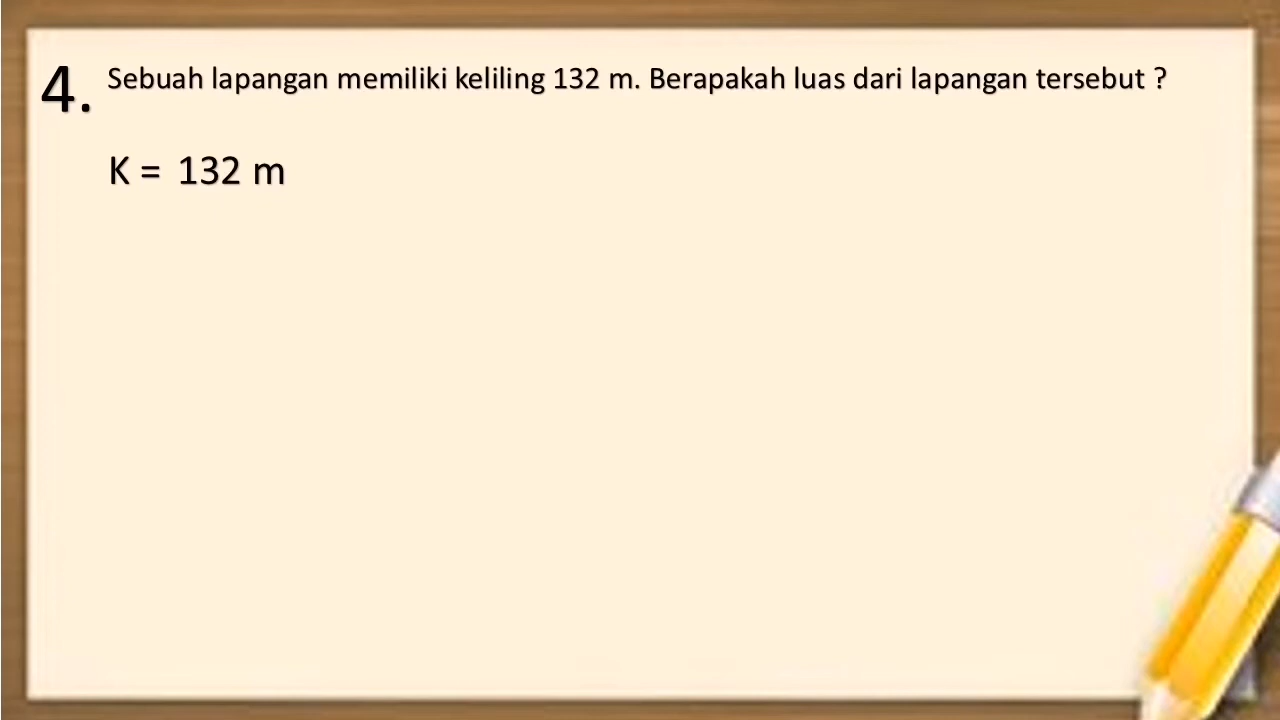 4. Sebuah lapangan memiliki keliling 132 m. Berapakah luas dari lapangan tersebut ?
K = 132 m